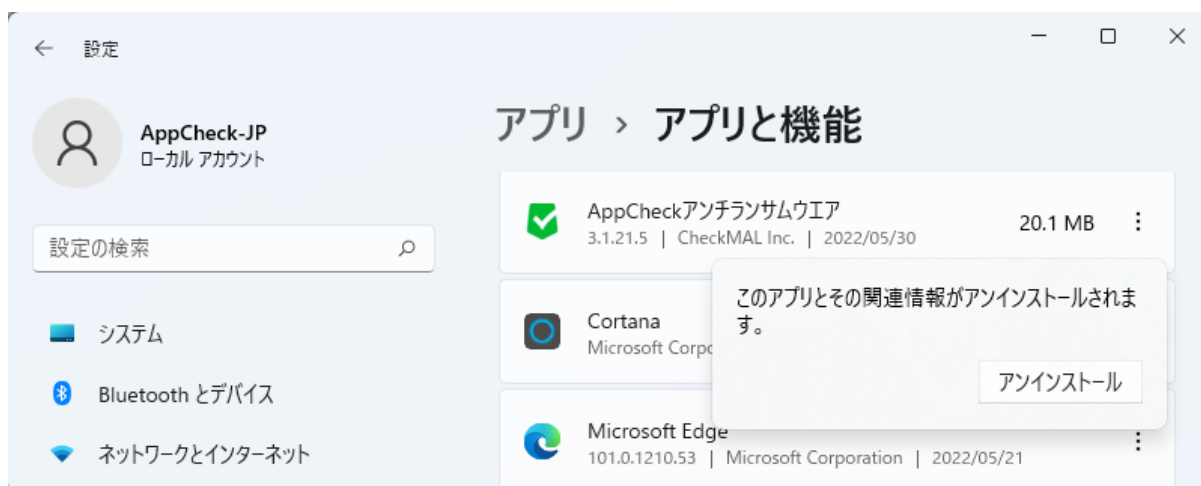 設定
AppCheck-JP
ローカル アカウント
設定の検索
システム
Bluetooth とデバイス
ネットワークとインターネット
アプリ › アプリと機能
AppCheckアンチランサムウエア
3.1.21.5 | CheckMAL Inc. | 2022/05/30
20.1 MB
このアプリとその関連情報がアンインストールされま
す。
アンインストール
Cortana
Microsoft Corpo
Microsoft Edge
101.0.1210.53 | Microsoft Corporation | 2022/05/21